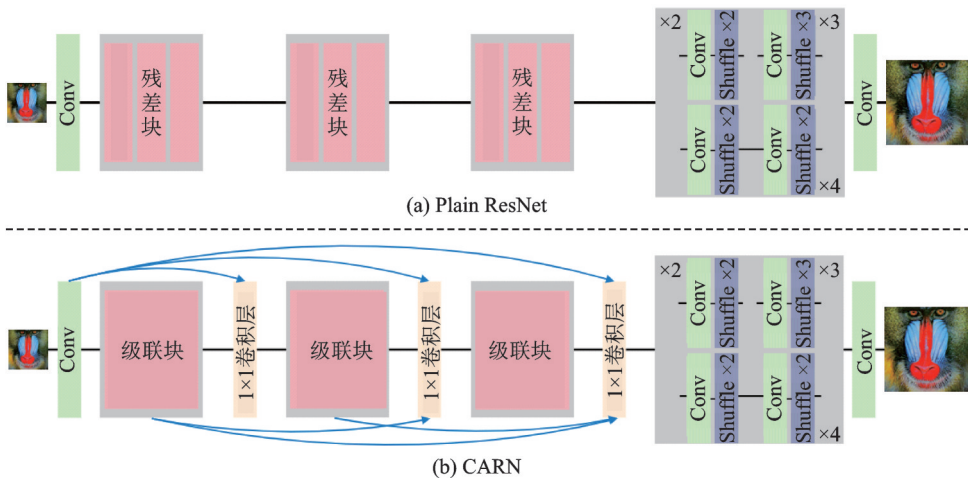 Conv
残差块
残差块
残差块
×2
Conv
Shuffle ×2
Conv
Shuffle ×3
×3
Conv
Shuffle ×2
Conv
Shuffle ×2
×4
Conv
(a) Plain ResNet
Conv
级联块
1×1卷积层
级联块
1×1卷积层
级联块
1×1卷积层
×2
Conv
Shuffle ×2
Conv
Shuffle ×3
×3
Conv
Shuffle ×2
Conv
Shuffle ×2
×4
Conv
(b) CARN